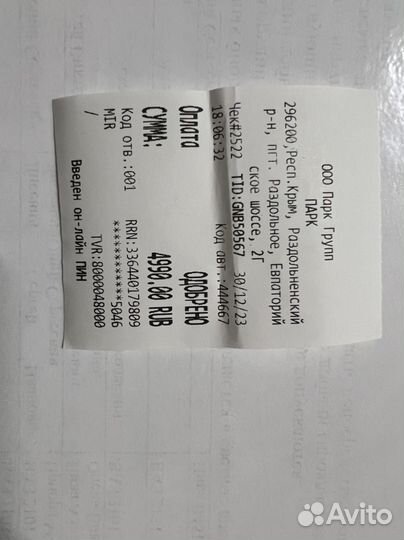 ООО Парк Групп
ПАРК
296200,Респ.Крым, Раздольненский
р-н, пгт. Раздольное, Евпаторий
ское шоссе, 2Г
Чек#2522 TID:GNB50567 30/12/23
18:06:32 Код авт.:444667
Оплата ОДОБРЕНО
СУММА: 4990.00 RUB
Код отв.:001 RRN:336440179809
MIR ************5046
/ TVR:8000048000
Введен он-лайн ПИН
Avito